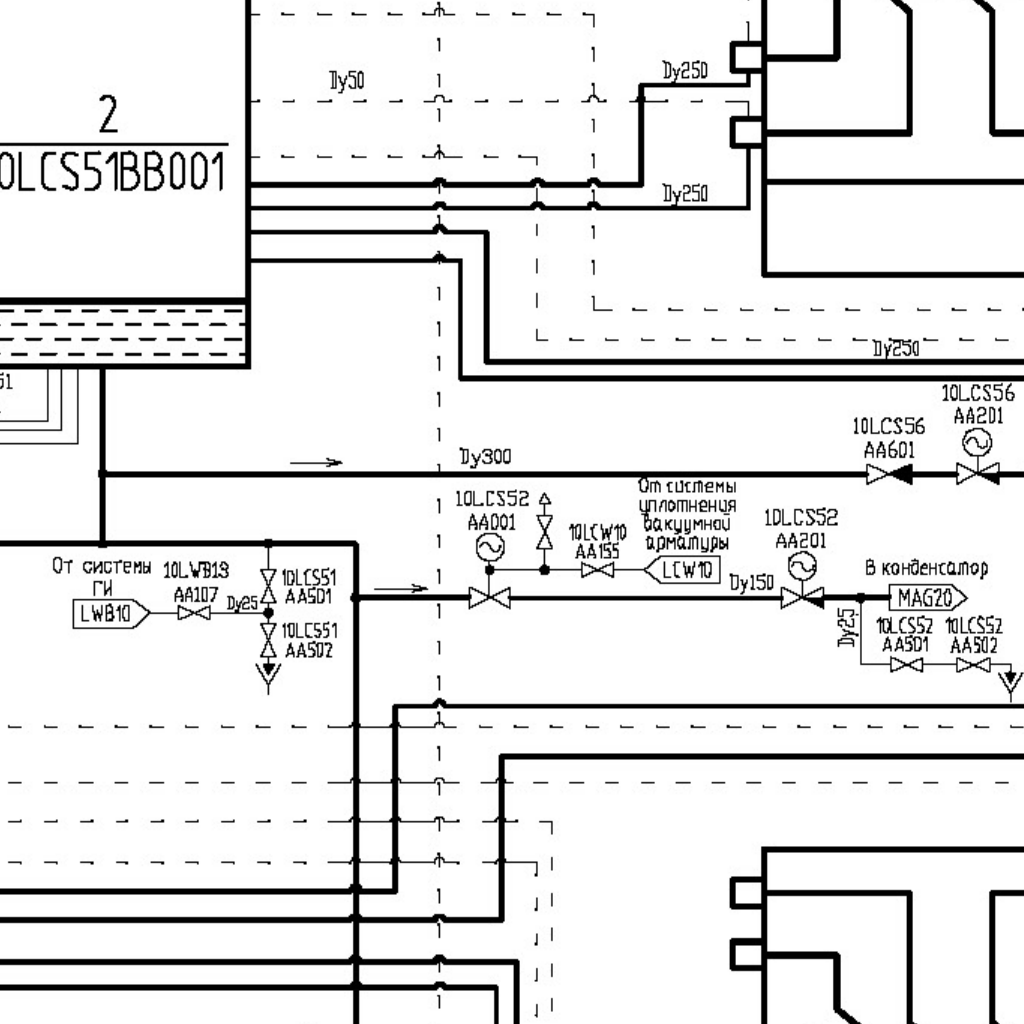 Dy250
Dy50
2
0LCS51BB001
Dy250
Dy250
51
10LCS56
AA201
10LCS56
AA601
Dy300
10LCS52
AA001
От системы
уплотнения
вакуумной
арматуры
10LCW10
AA155
LCW10
10LCS52
AA201
Dy150
В конденсатор
MAG20
От системы
ГИ
LWB10
10LWB13
AA107
Dy25
10LCS51
AA501
10LCS51
AA502
Dy25
10LCS52
AA501
10LCS52
AA502